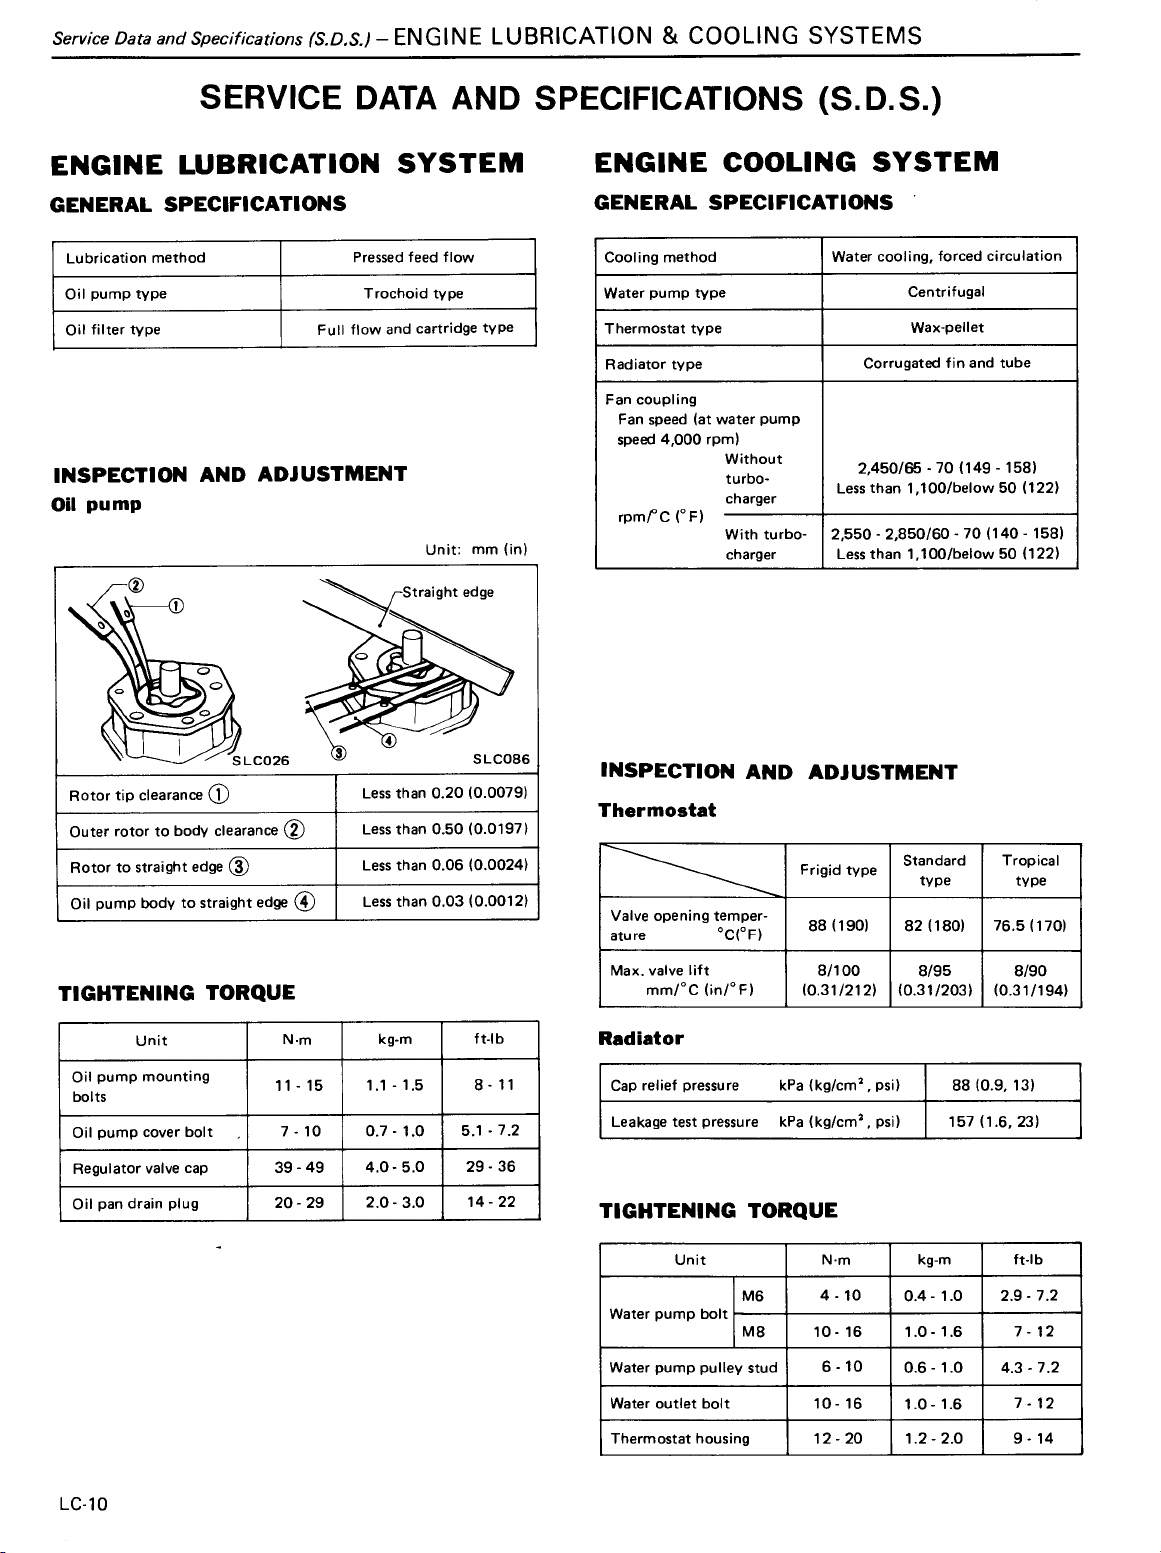 Service Data and Specifications (S.D.S.) – ENGINE LUBRICATION & COOLING SYSTEMS
SERVICE DATA AND SPECIFICATIONS (S.D.S.)
ENGINE LUBRICATION SYSTEM
GENERAL SPECIFICATIONS
Lubrication method Pressed feed flow
Oil pump type Trochoid type
Oil filter type Full flow and cartridge type
INSPECTION AND ADJUSTMENT
Oil pump
Unit: mm (in)
② ① Straight edge
③ ④
SLC026 SLC086
Rotor tip clearance ① Less than 0.20 (0.0079)
Outer rotor to body clearance ② Less than 0.50 (0.0197)
Rotor to straight edge ③ Less than 0.06 (0.0024)
Oil pump body to straight edge ④ Less than 0.03 (0.0012)
TIGHTENING TORQUE
Unit N·m kg-m ft-lb
Oil pump mounting
bolts 11 - 15 1.1 - 1.5 8 - 11
Oil pump cover bolt 7 - 10 0.7 - 1.0 5.1 - 7.2
Regulator valve cap 39 - 49 4.0 - 5.0 29 - 36
Oil pan drain plug 20 - 29 2.0 - 3.0 14 - 22
ENGINE COOLING SYSTEM
GENERAL SPECIFICATIONS
Cooling method Water cooling, forced circulation
Water pump type Centrifugal
Thermostat type Wax-pellet
Radiator type Corrugated fin and tube
Fan coupling
Fan speed (at water pump
speed 4,000 rpm)
Without
turbo-
charger
2,450/65 - 70 (149 - 158)
Less than 1,100/below 50 (122)
rpm/°C (°F)
With turbo-
charger
2,550 - 2,850/60 - 70 (140 - 158)
Less than 1,100/below 50 (122)
INSPECTION AND ADJUSTMENT
Thermostat
Frigid type Standard
type Tropical
type
Valve opening temper-
ature °C(°F) 88 (190) 82 (180) 76.5 (170)
Max. valve lift 8/100 8/95 8/90
mm/°C (in/°F) (0.31/212) (0.31/203) (0.31/194)
Radiator
Cap relief pressure kPa (kg/cm², psi) 88 (0.9, 13)
Leakage test pressure kPa (kg/cm², psi) 157 (1.6, 23)
TIGHTENING TORQUE
Unit N·m kg-m ft-lb
Water pump bolt
M6 4 - 10 0.4 - 1.0 2.9 - 7.2
M8 10 - 16 1.0 - 1.6 7 - 12
Water pump pulley stud 6 - 10 0.6 - 1.0 4.3 - 7.2
Water outlet bolt 10 - 16 1.0 - 1.6 7 - 12
Thermostat housing 12 - 20 1.2 - 2.0 9 - 14
LC-10